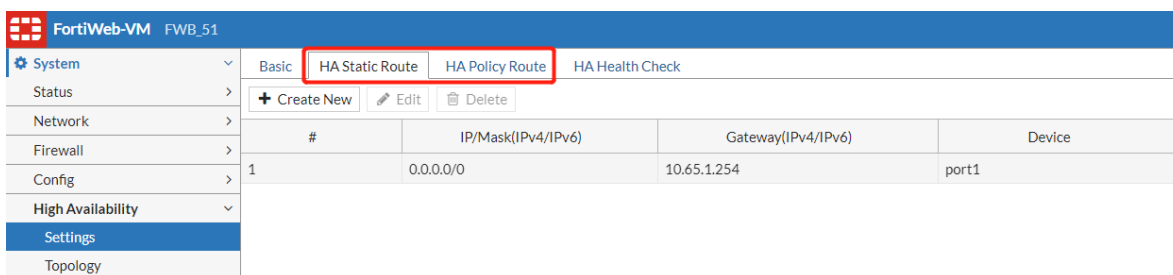 FortiWeb-VM FWB_51
System
Status
Network
Firewall
Config
High Availability
Settings
Topology
Basic HA Static Route HA Policy Route HA Health Check
+ Create New Edit Delete
# IP/Mask(IPv4/IPv6) Gateway(IPv4/IPv6) Device
1 0.0.0.0/0 10.65.1.254 port1